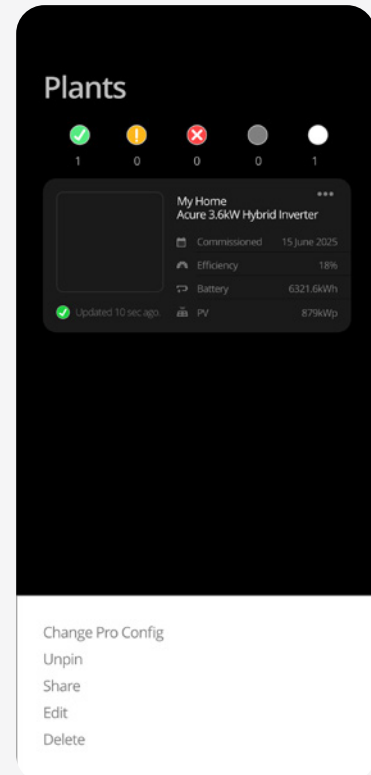 Plants
1 0 0 0 1
My Home
Acure 3.6kW Hybrid Inverter
Commissioned 15 June 2025
Efficiency 18%
Battery 6321.6kWh
Updated 10 sec ago. PV 879kWp
Change Pro Config
Unpin
Share
Edit
Delete